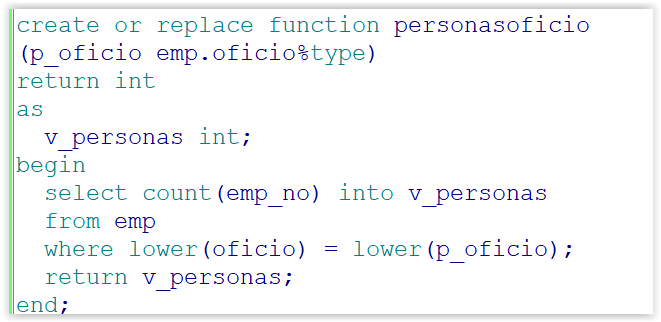 create or replace function personasoficio
(p_oficio emp.oficio%type)
return int
as
  v_personas int;
begin
  select count(emp_no) into v_personas
  from emp
  where lower(oficio) = lower(p_oficio);
  return v_personas;
end;